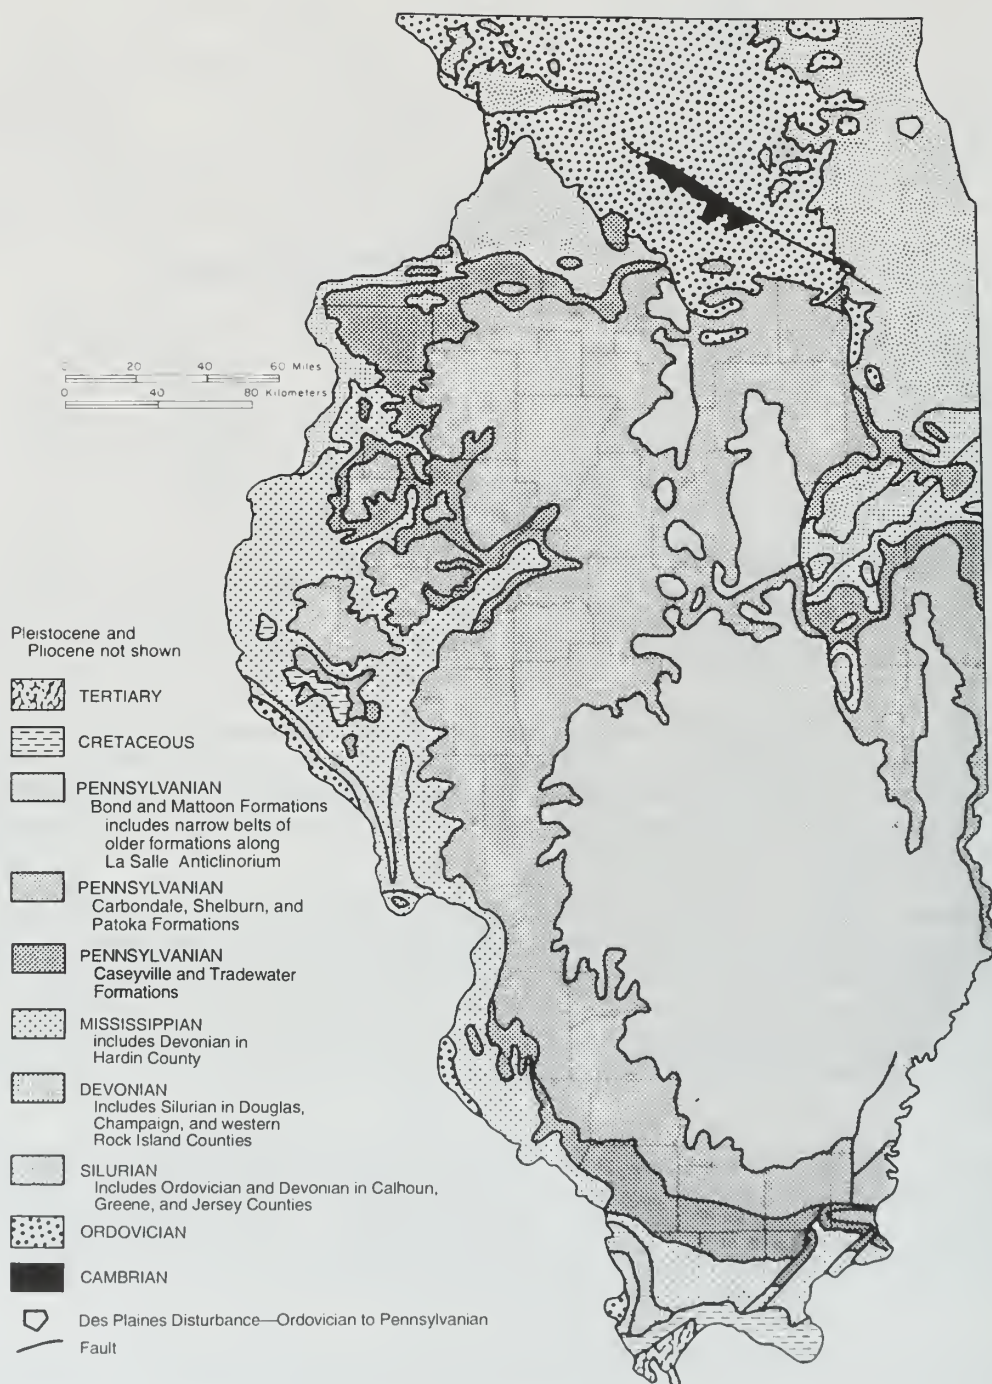 0 20 40 60 Miles
0 40 80 Kilometers
Pleistocene and
Pliocene not shown
TERTIARY
CRETACEOUS
PENNSYLVANIAN
Bond and Mattoon Formations
includes narrow belts of
older formations along
La Salle Anticlinorium
PENNSYLVANIAN
Carbondale, Shelburn, and
Patoka Formations
PENNSYLVANIAN
Caseyville and Tradewater
Formations
MISSISSIPPIAN
includes Devonian in
Hardin County
DEVONIAN
Includes Silurian in Douglas,
Champaign, and western
Rock Island Counties
SILURIAN
Includes Ordovician and Devonian in Calhoun,
Greene, and Jersey Counties
ORDOVICIAN
CAMBRIAN
Des Plaines Disturbance—Ordovician to Pennsylvanian
Fault